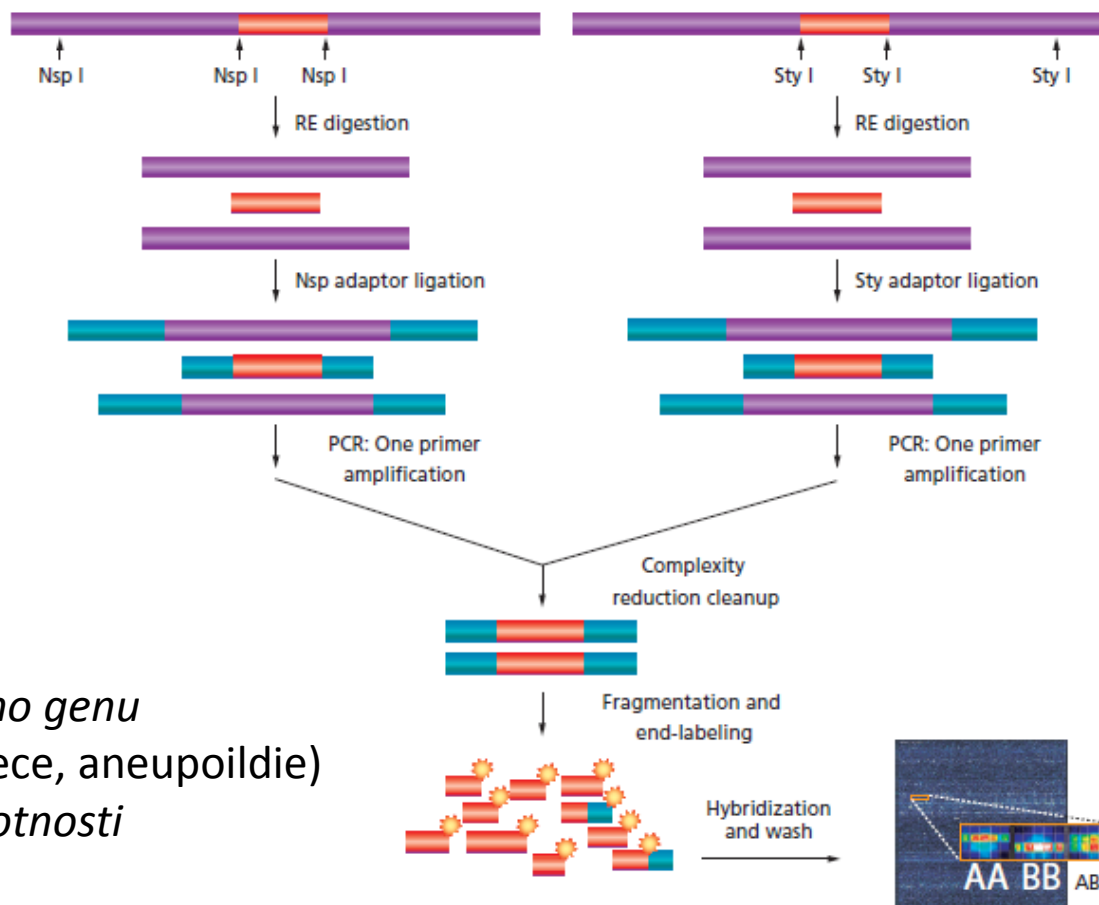 Nsp I
Nsp I
Nsp I
Sty I
Sty I
Sty I
RE digestion
RE digestion
Nsp adaptor ligation
Sty adaptor ligation
PCR: One primer
amplification
PCR: One primer
amplification
Complexity
reduction cleanup
Fragmentation and
end-labeling
ho genu
ece, aneupoildie)
otnosti
Hybridization
and wash
AA BB AB